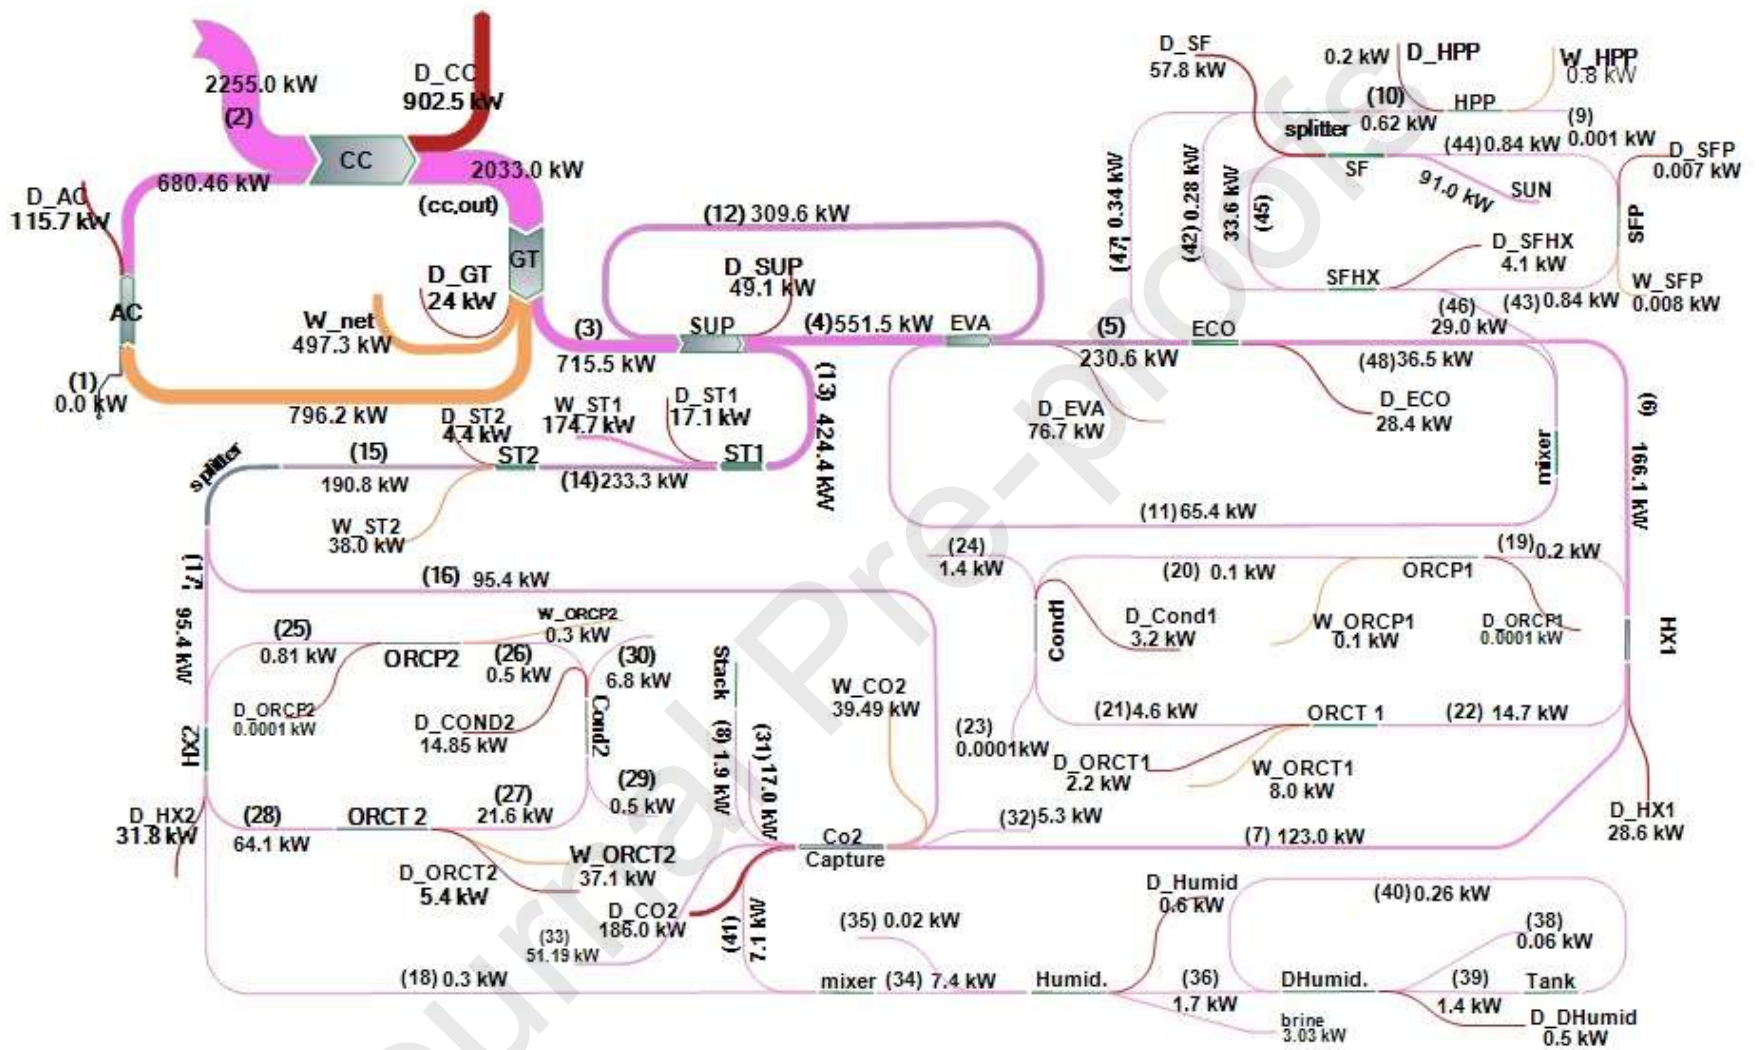 2255.0 kW
(2)
D_CC
902.5 kW
CC
680.46 kW
2033.0 kW
(cc,out)
D_AC
115.7 kW
AC
GT
D_GT
24 kW
W_net
497.3 kW
(1)
0.0 kW
796.2 kW
(3)
715.5 kW
(12) 309.6 kW
D_SUP
49.1 kW
SUP
(4) 551.5 kW
EVA
(5)
230.6 kW
ECO
D_EVA
76.7 kW
D_ECO
28.4 kW
(48) 36.5 kW
(46)
29.0 kW
(43) 0.84 kW
D_SF
57.8 kW
0.2 kW
D_HPP
W_HPP
0.8 kW
HPP
(10)
0.62 kW
splitter
(9)
0.001 kW
(44) 0.84 kW
SF
91.0 kW
SUN
D_SFP
0.007 kW
SFP
W_SFP
0.008 kW
D_SFHX
4.1 kW
SFHX
(47) 0.34 kW
(42) 0.28 kW
33.6 kW
(45)
(6)
166.1 kW
mixer
(11) 65.4 kW
(13) 424.4 kW
D_ST1
17.1 kW
W_ST1
174.7 kW
ST1
D_ST2
4.4 kW
ST2
(14) 233.3 kW
(15)
190.8 kW
W_ST2
38.0 kW
splitter
(17)
95.4 kW
(16) 95.4 kW
(24)
1.4 kW
(20) 0.1 kW
ORCP1
(19) 0.2 kW
Cond1
D_Cond1
3.2 kW
W_ORCP1
0.1 kW
D_ORCP1
0.0001 kW
HX1
(21) 4.6 kW
ORCT 1
(22) 14.7 kW
(23)
0.0001kW
D_ORCT1
2.2 kW
W_ORCT1
8.0 kW
D_HX1
28.6 kW
(7) 123.0 kW
(32) 5.3 kW
(25)
0.81 kW
ORCP2
W_ORCP2
0.3 kW
(26)
0.5 kW
(30)
6.8 kW
D_ORCP2
0.0001 kW
D_COND2
14.85 kW
Cond2
HX2
(29)
0.5 kW
(27)
21.6 kW
ORCT 2
(28)
64.1 kW
D_HX2
31.8 kW
W_ORCT2
37.1 kW
D_ORCT2
5.4 kW
Stack
(8) 1.9 kW
(31) 17.0 kW
W_CO2
39.49 kW
Co2
Capture
D_CO2
186.0 kW
(33)
51.19 kW
(41)
7.1 kW
(18) 0.3 kW
mixer
(34) 7.4 kW
(35) 0.02 kW
Humid.
D_Humid
0.6 kW
(36)
1.7 kW
brine
3.03 kW
DHumid.
(40) 0.26 kW
(38)
0.06 kW
(39)
1.4 kW
Tank
D_DHumid
0.5 kW
ournal Pre-proofs